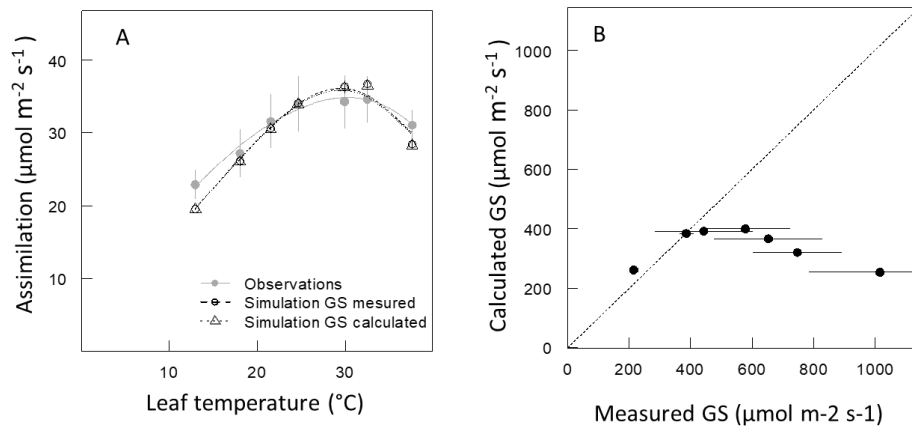 A
Assimilation (µmol m⁻² s⁻¹)
40
30
20
10
Observations
Simulation GS mesured
Simulation GS calculated
10
20
30
Leaf temperature (°C)
B
Calculated GS (µmol m⁻² s⁻¹)
1000
800
600
400
200
0
0
200
400
600
800
1000
Measured GS (µmol m-2 s-1)